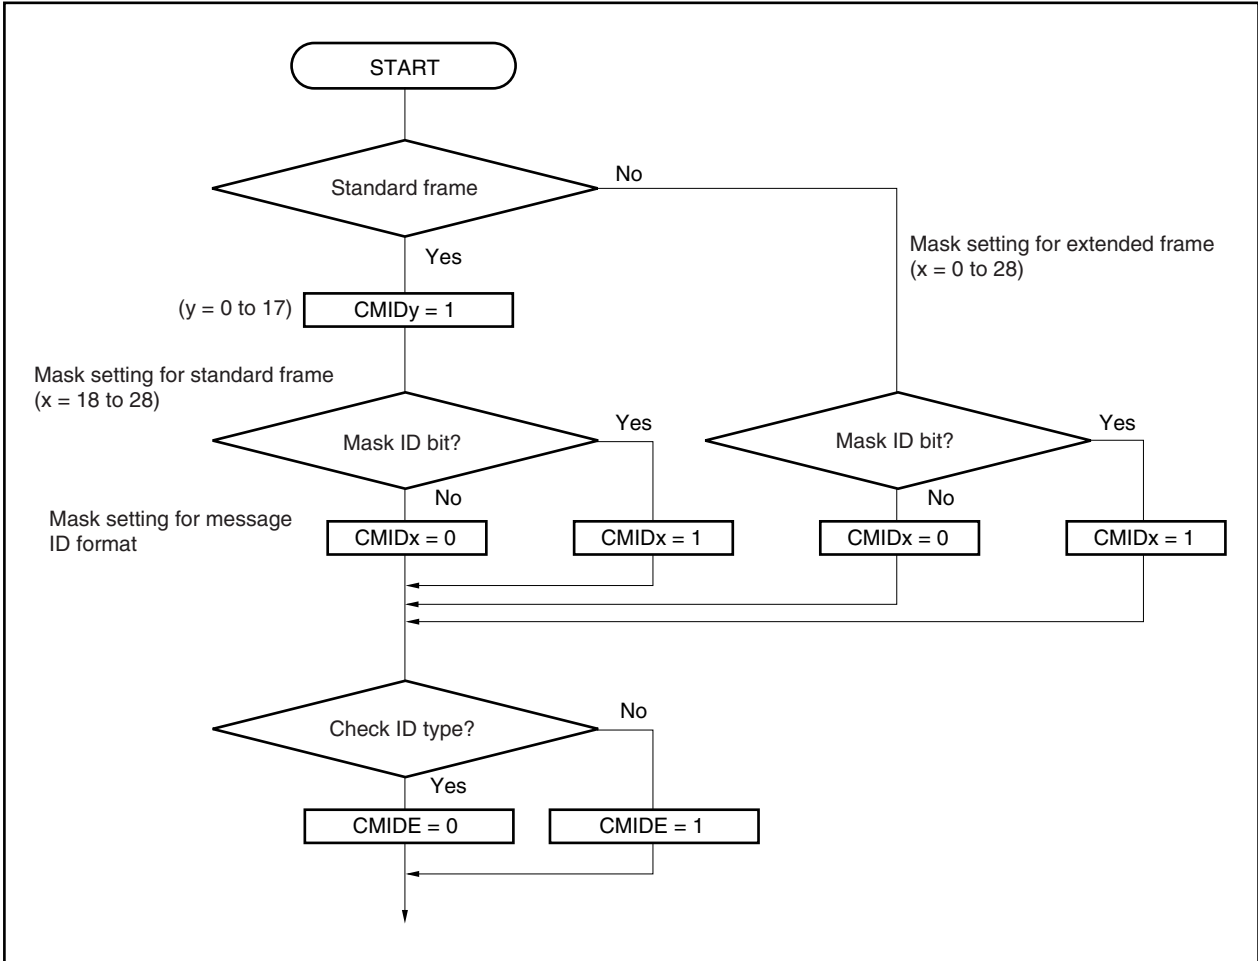 START
Standard frame
No
Yes
Mask setting for extended frame
(x = 0 to 28)
(y = 0 to 17)
CMIDy = 1
Mask setting for standard frame
(x = 18 to 28)
Mask ID bit?
Yes
Mask ID bit?
Yes
No
No
Mask setting for message
ID format
CMIDx = 0
CMIDx = 1
CMIDx = 0
CMIDx = 1
Check ID type?
No
Yes
CMIDE = 0
CMIDE = 1